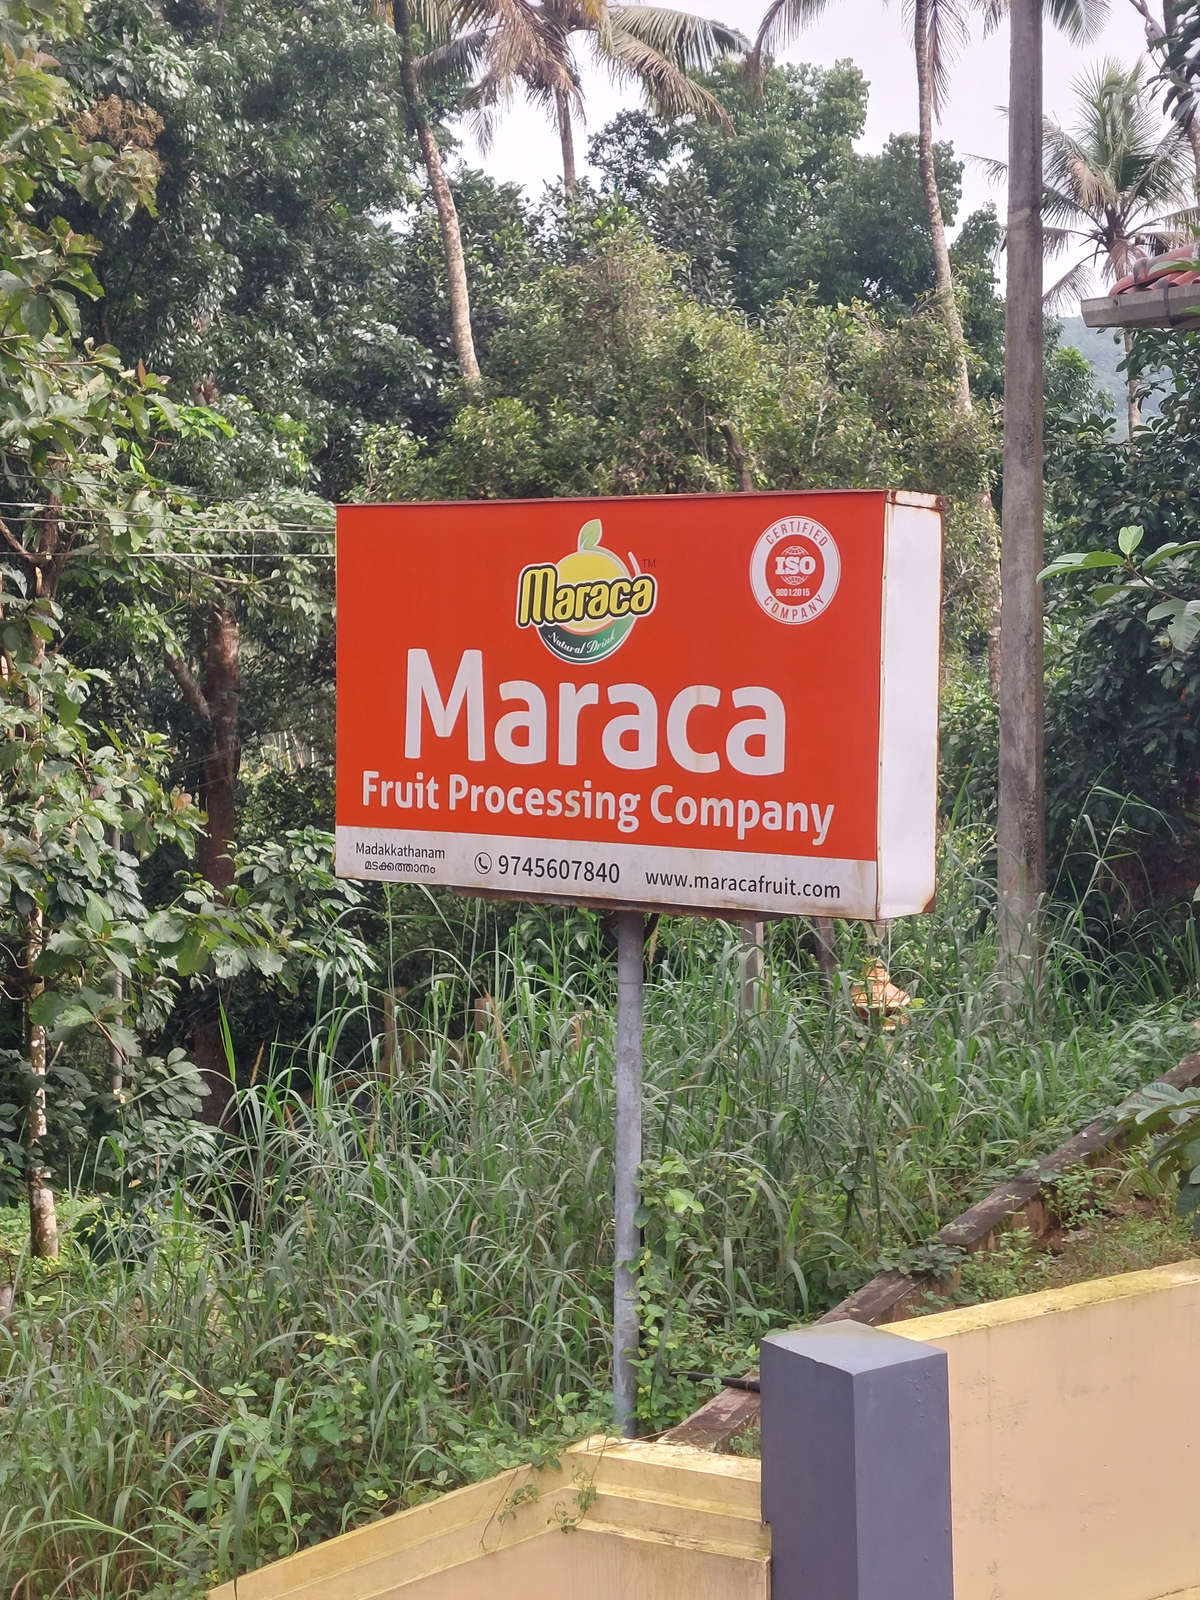 Maraca TM
Natural Drink
CERTIFIED
ISO
9001:2015
COMPANY
Maraca
Fruit Processing Company
Madakkathanam
മടക്കത്താനം
9745607840
www.maracafruit.com